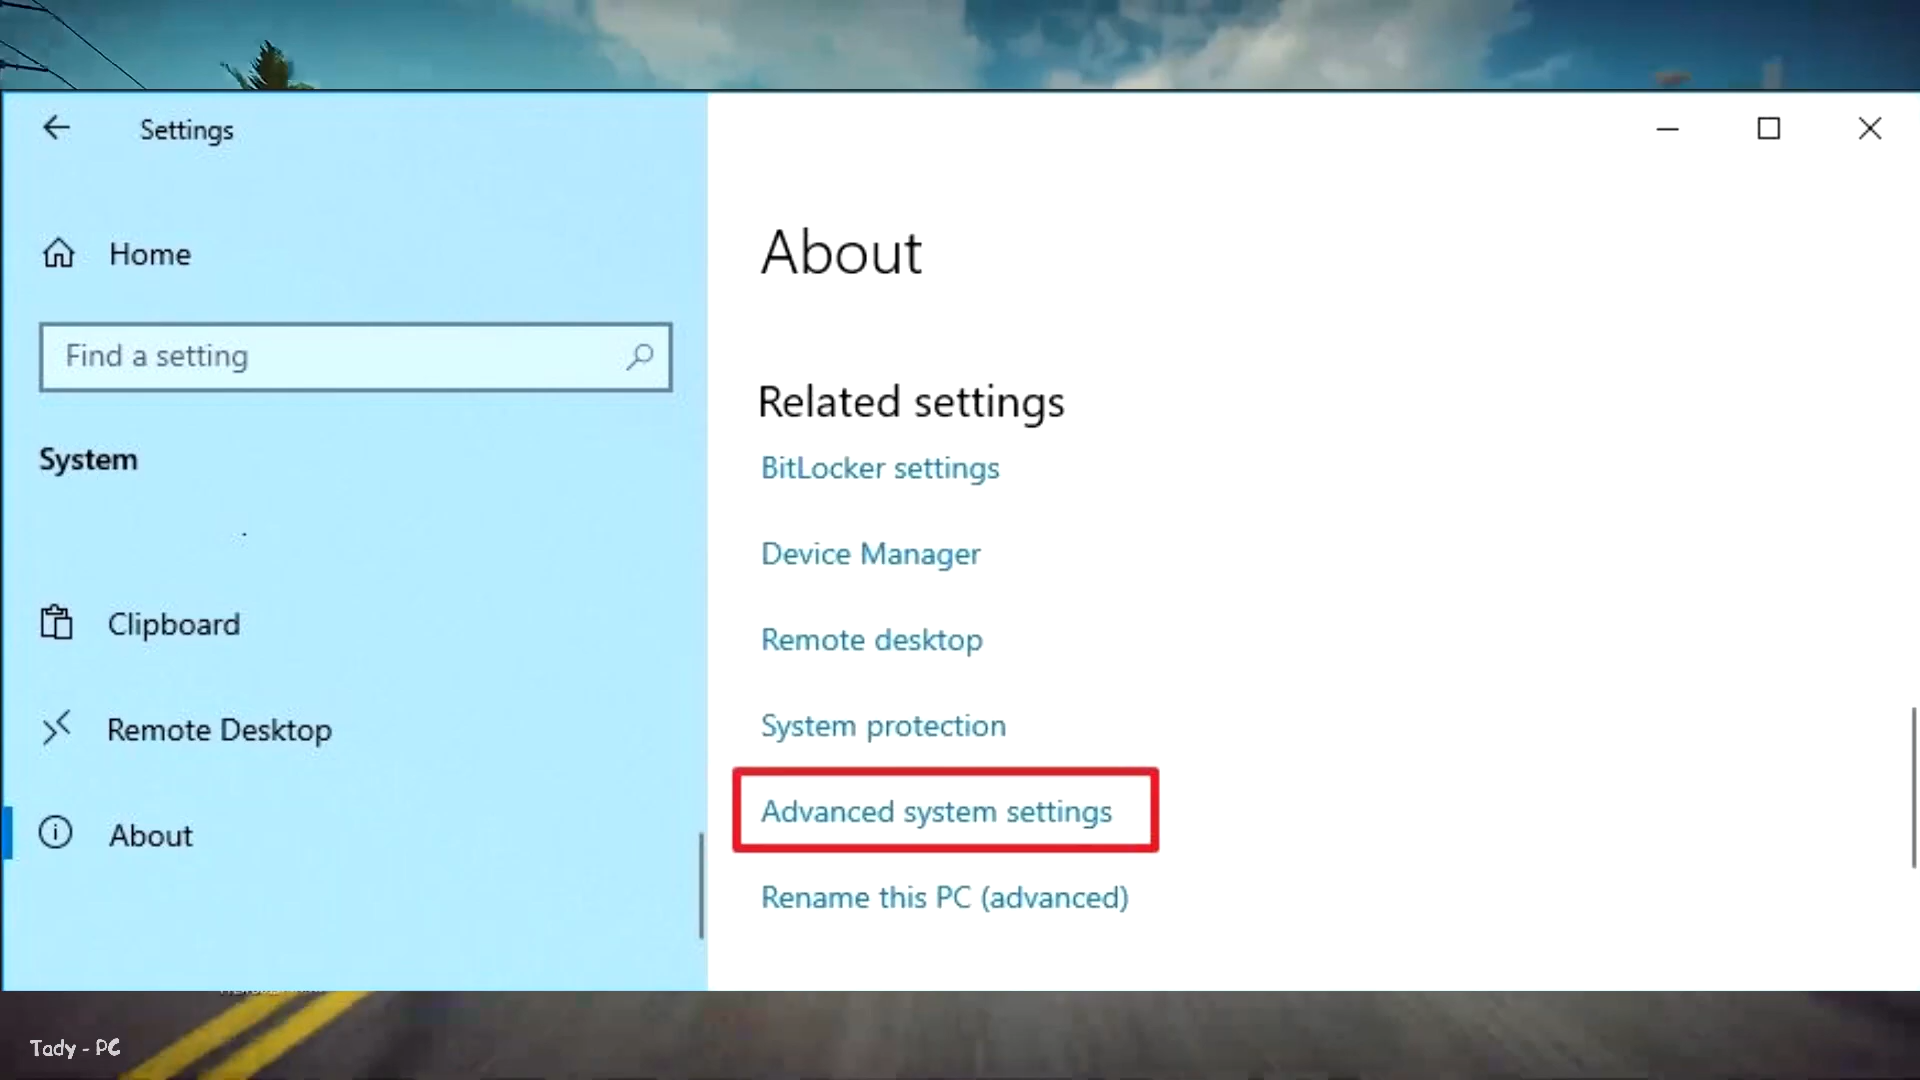 Settings
Home
Find a setting
System
Clipboard
Remote Desktop
About
About
Related settings
BitLocker settings
Device Manager
Remote desktop
System protection
Advanced system settings
Rename this PC (advanced)
Tady - PC